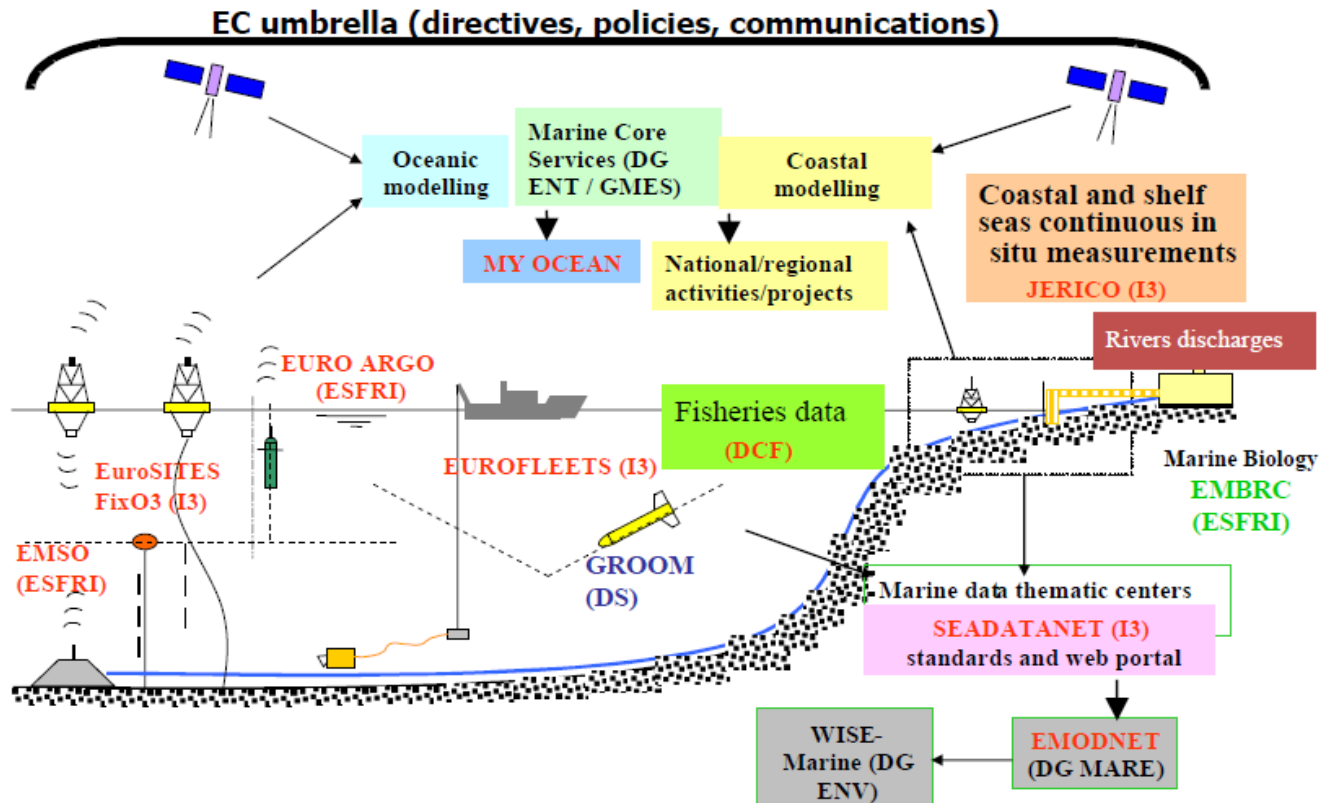 EC umbrella (directives, policies, communications)
Oceanic
modelling
Marine Core
Services (DG
ENT / GMES)
Coastal
modelling
MY OCEAN
National/regional
activities/projects
Coastal and shelf
seas continuous in
situ measurements
JERICO (I3)
Rivers discharges
EURO ARGO
(ESFRI)
EuroSITES
FixO3 (I3)
EUROFLEETS (I3)
Fisheries data
(DCF)
Marine Biology
EMBRC
(ESFRI)
EMSO
(ESFRI)
GROOM
(DS)
Marine data thematic centers
SEADATANET (I3)
standards and web portal
WISE-
Marine (DG
ENV)
EMODNET
(DG MARE)